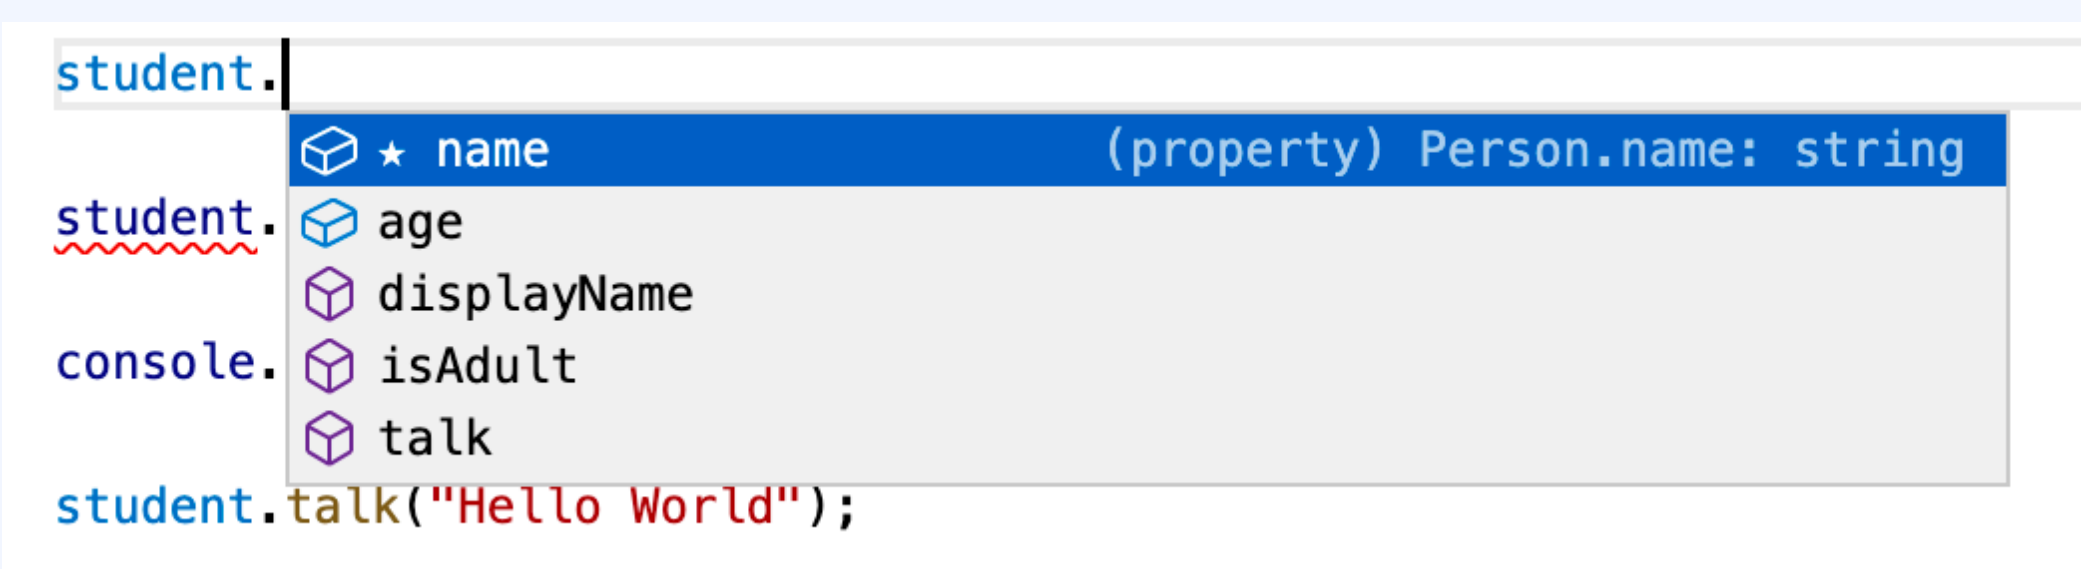 student.
★ name (property) Person.name: string
student.
age
displayName
console.
isAdult
talk
student.talk("Hello World");